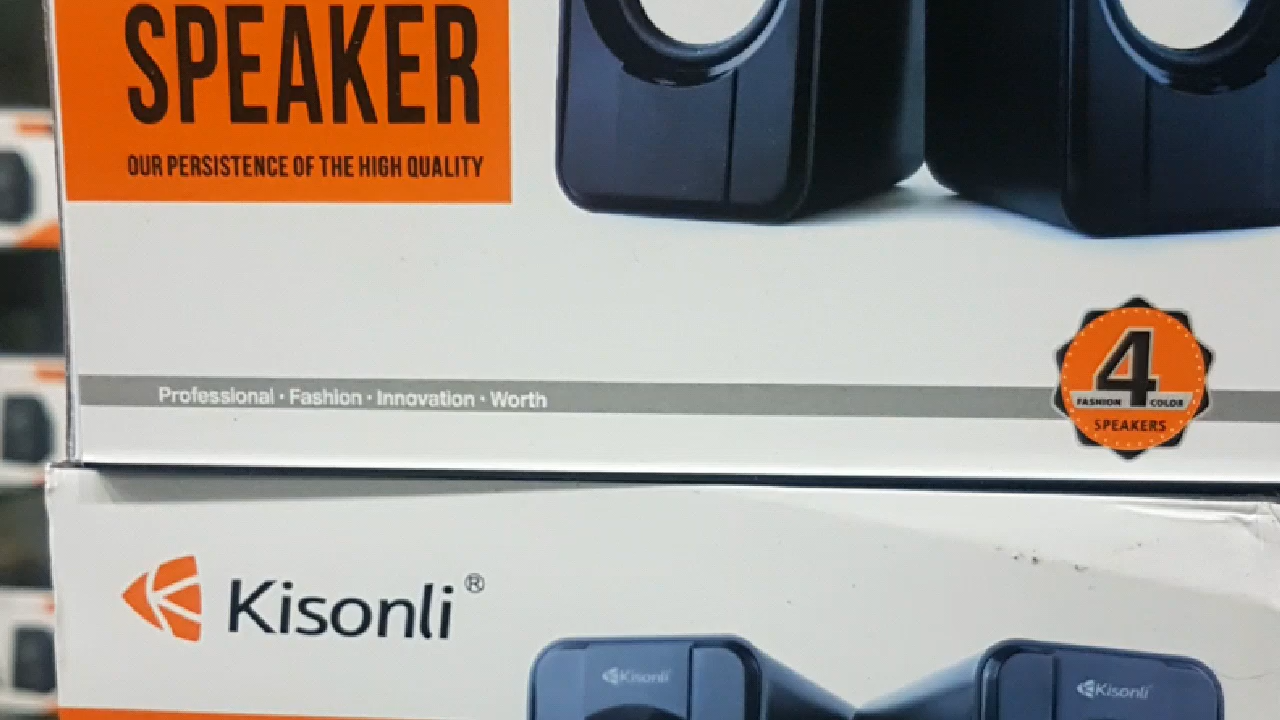 SPEAKER
OUR PERSISTENCE OF THE HIGH QUALITY
Professional · Fashion · Innovation · Worth
4
FASHION COLOR
SPEAKERS
Kisonli®
Kisonli
Kisonli